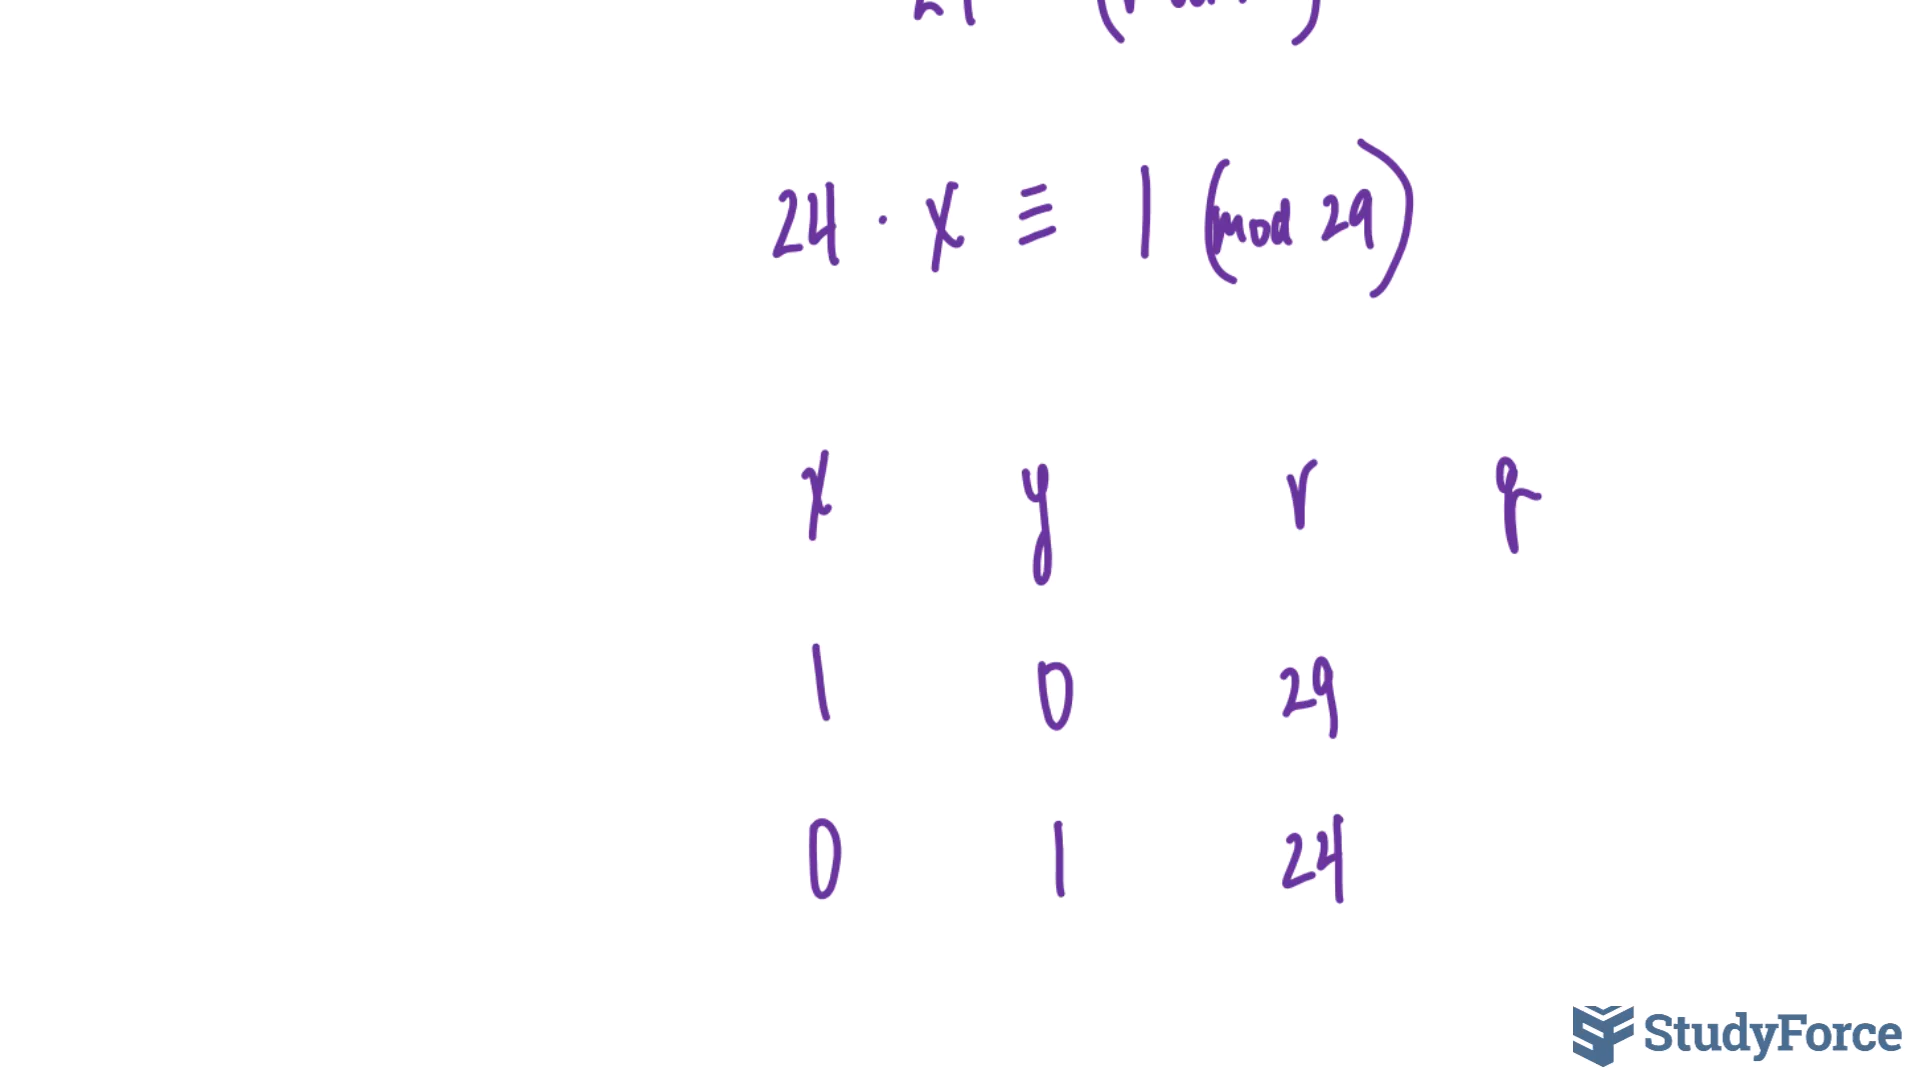 24 · x ≡ 1 (mod 29)
x y r q
1 0 29
0 1 24
StudyForce